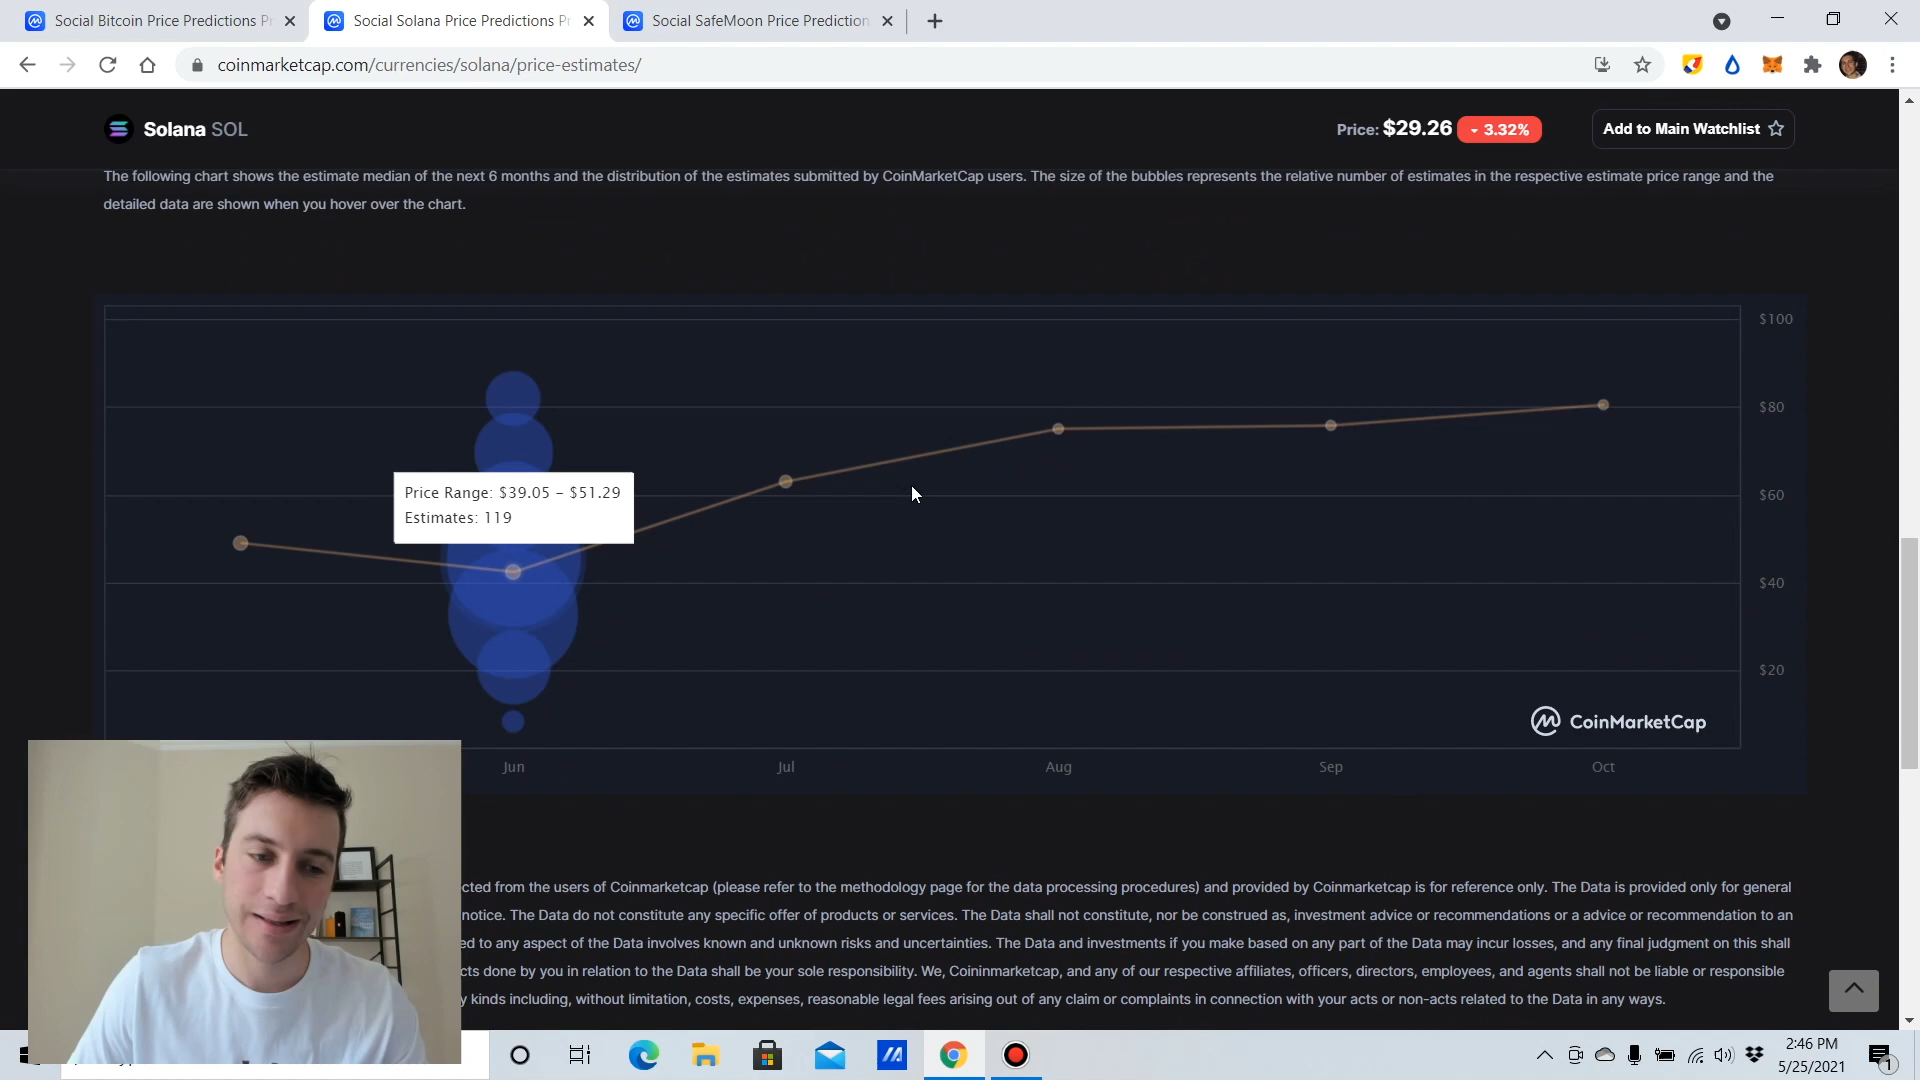 Social Bitcoin Price Predictions
Social Solana Price Predictions
Social SafeMoon Price Prediction
coinmarketcap.com/currencies/solana/price-estimates/
Solana SOL
Price: $29.26 3.32%
Add to Main Watchlist
The following chart shows the estimate median of the next 6 months and the distribution of the estimates submitted by CoinMarketCap users. The size of the bubbles represents the relative number of estimates in the respective estimate price range and the
detailed data are shown when you hover over the chart.
$100
$80
$60
$40
$20
Price Range: $39.05 – $51.29
Estimates: 119
CoinMarketCap
Jun
Jul
Aug
Sep
Oct
cted from the users of Coinmarketcap (please refer to the methodology page for the data processing procedures) and provided by Coinmarketcap is for reference only. The Data is provided only for general
notice. The Data do not constitute any specific offer of products or services. The Data shall not constitute, nor be construed as, investment advice or recommendations or a advice or recommendation to an
ed to any aspect of the Data involves known and unknown risks and uncertainties. The Data and investments if you make based on any part of the Data may incur losses, and any final judgment on this shall
cts done by you in relation to the Data shall be your sole responsibility. We, Coininmarketcap, and any of our respective affiliates, officers, directors, employees, and agents shall not be liable or responsible
y kinds including, without limitation, costs, expenses, reasonable legal fees arising out of any claim or complaints in connection with your acts or non-acts related to the Data in any ways.
2:46 PM
5/25/2021
1